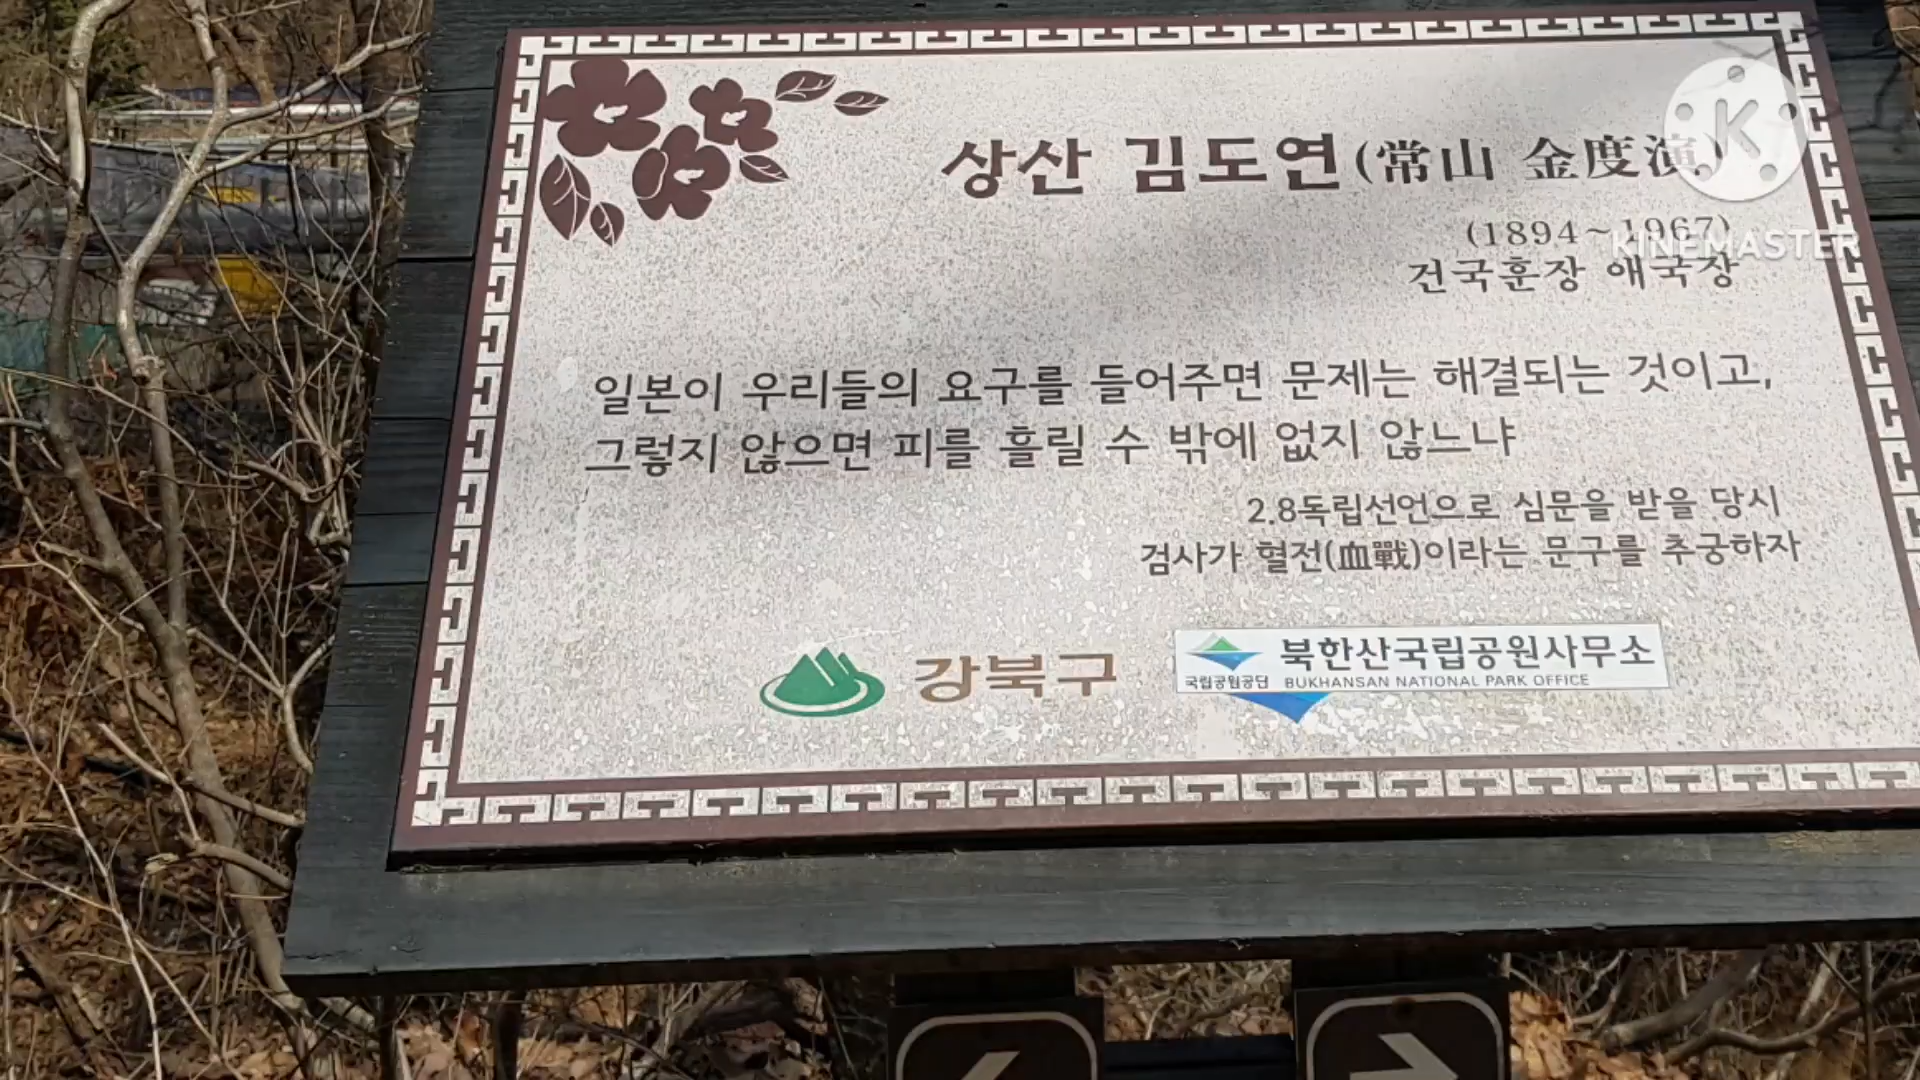 상산 김도연(常山 金度演)
(1894~1967)
건국훈장 애국장
일본이 우리들의 요구를 들어주면 문제는 해결되는 것이고,
그렇지 않으면 피를 흘릴 수 밖에 없지 않느냐
2.8독립선언으로 심문을 받을 당시
검사가 혈전(血戰)이라는 문구를 추궁하자
강북구
국립공원공단
북한산국립공원사무소
BUKHANSAN NATIONAL PARK OFFICE
K
KINEMASTER